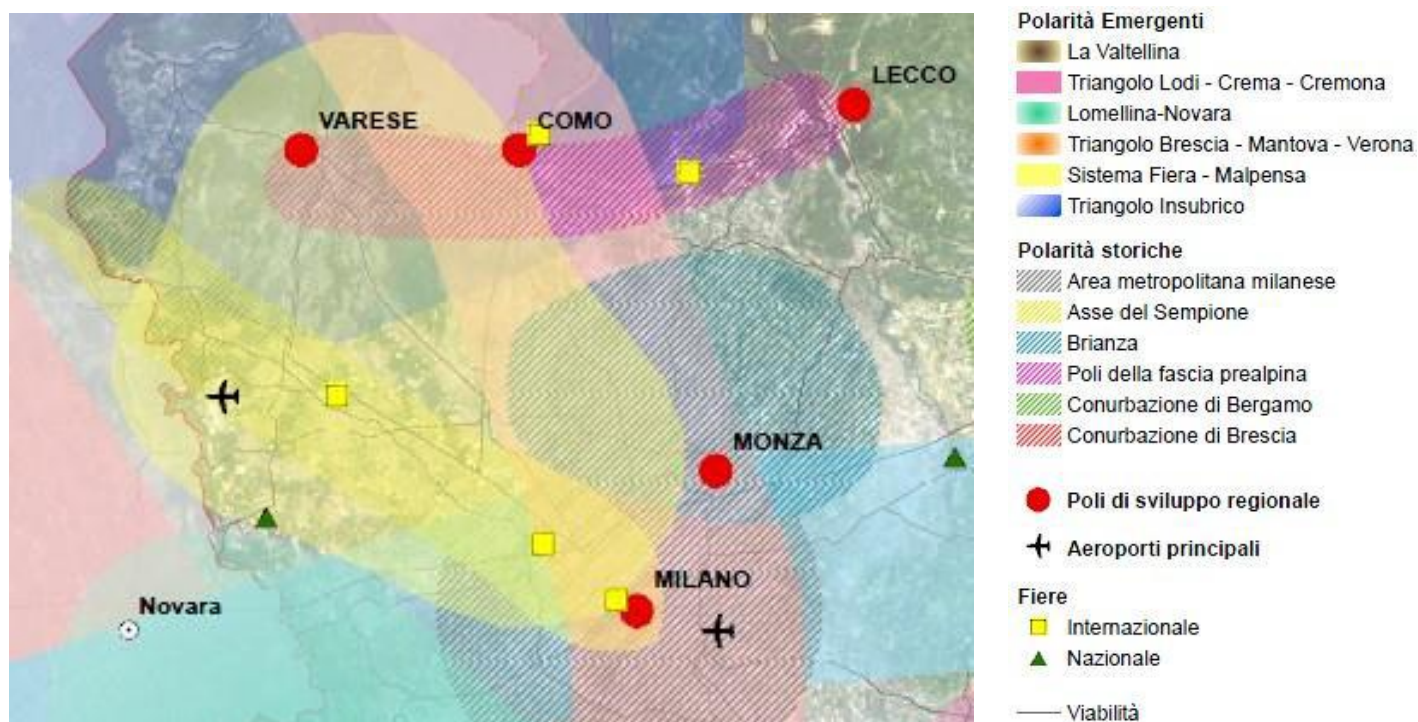 LECCO
VARESE
COMO
MONZA
MILANO
Novara
Polarità Emergenti
La Valtellina
Triangolo Lodi - Crema - Cremona
Lomellina-Novara
Triangolo Brescia - Mantova - Verona
Sistema Fiera - Malpensa
Triangolo Insubrico
Polarità storiche
Area metropolitana milanese
Asse del Sempione
Brianza
Poli della fascia prealpina
Conurbazione di Bergamo
Conurbazione di Brescia
Poli di sviluppo regionale
Aeroporti principali
Fiere
Internazionale
Nazionale
Viabilità